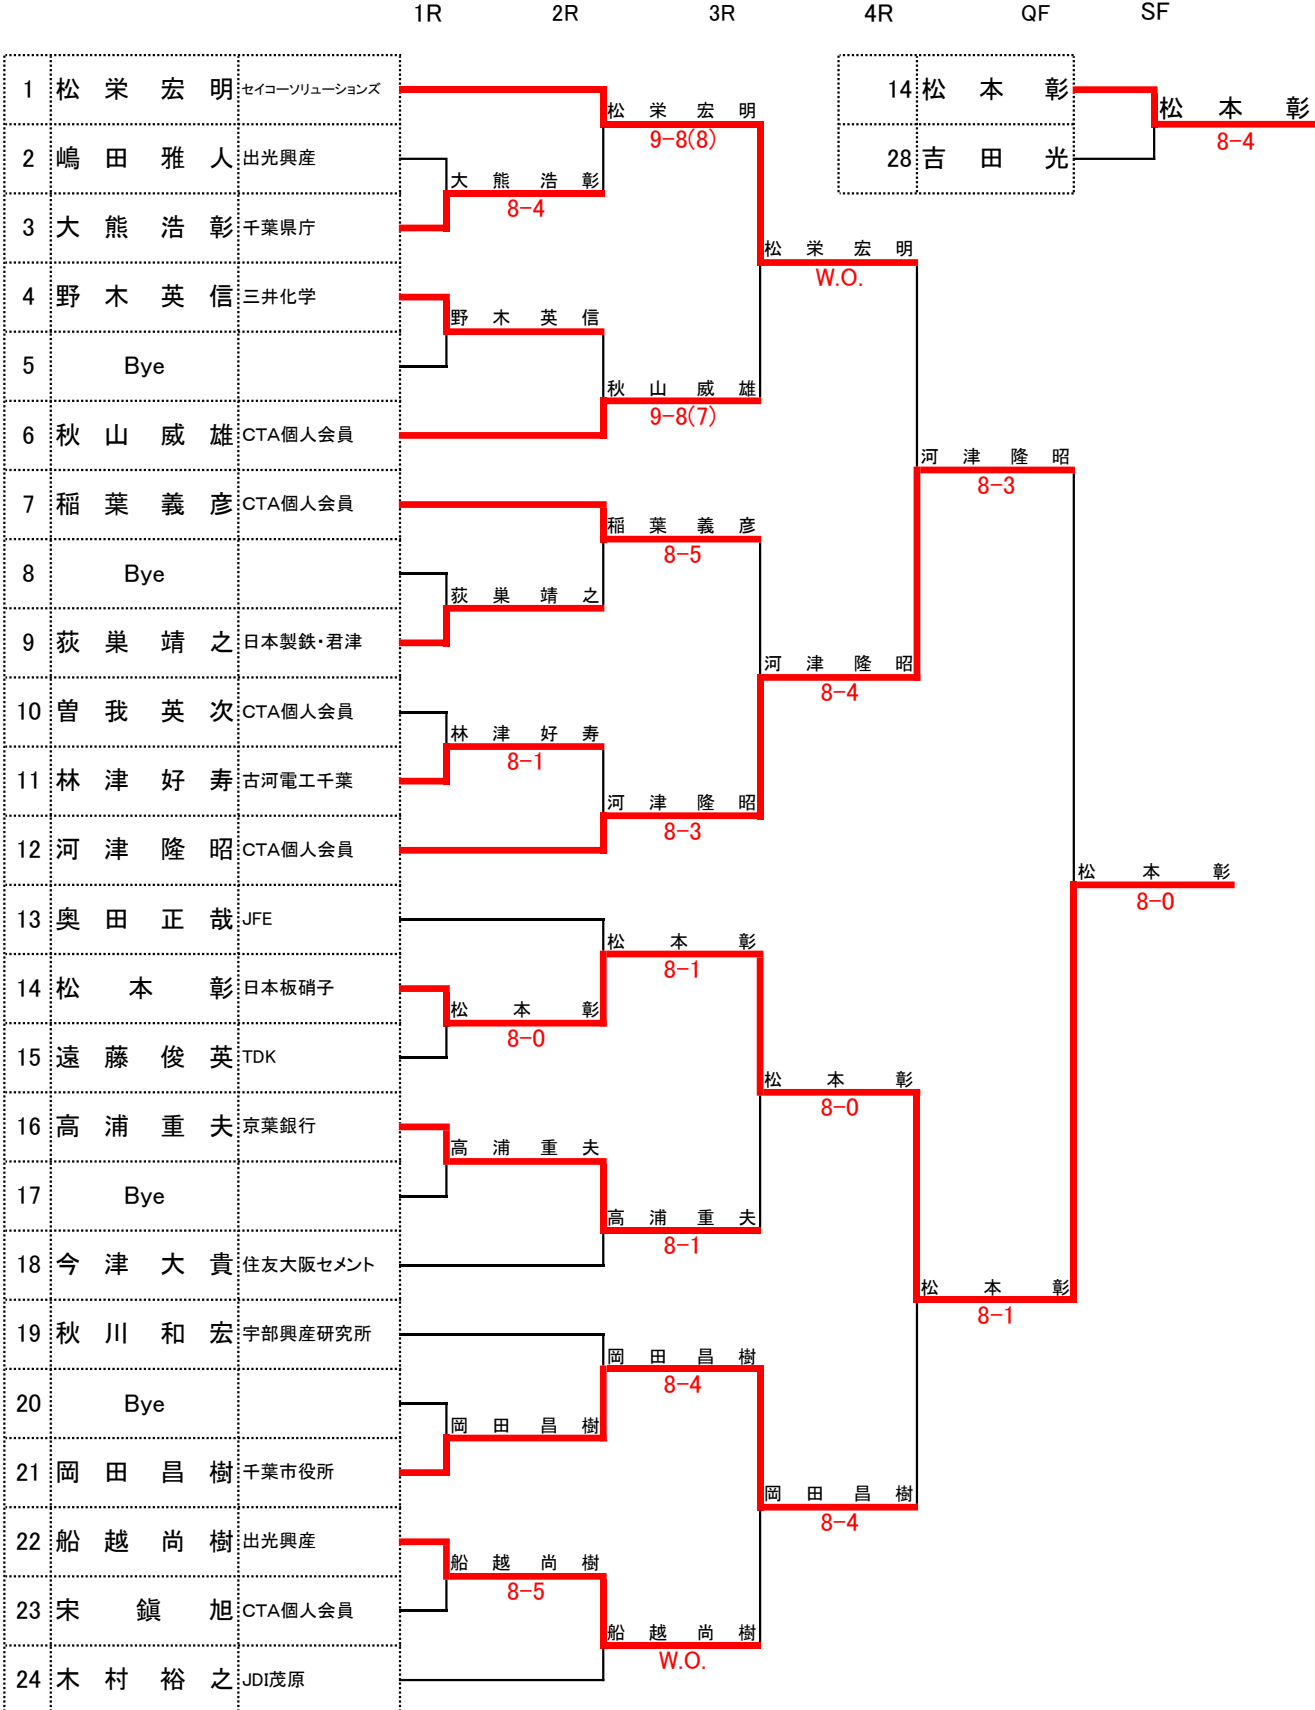 1R 2R 3R 4R QF SF
1 松栄宏明 セイコーソリューションズ
2 嶋田雅人 出光興産
3 大熊浩彰 千葉県庁
4 野木英信 三井化学
5 Bye
6 秋山威雄 CTA個人会員
7 稲葉義彦 CTA個人会員
8 Bye
9 荻巣靖之 日本製鉄・君津
10 曽我英次 CTA個人会員
11 林津好寿 古河電工千葉
12 河津隆昭 CTA個人会員
13 奥田正哉 JFE
14 松本彰 日本板硝子
15 遠藤俊英 TDK
16 高浦重夫 京葉銀行
17 Bye
18 今津大貴 住友大阪セメント
19 秋川和宏 宇部興産研究所
20 Bye
21 岡田昌樹 千葉市役所
22 船越尚樹 出光興産
23 宋鎭旭 CTA個人会員
24 木村裕之 JDI茂原
大熊浩彰
8-4
野木英信
荻巣靖之
林津好寿
8-1
松本彰
8-0
高浦重夫
岡田昌樹
船越尚樹
8-5
松栄宏明
9-8(8)
秋山威雄
9-8(7)
稲葉義彦
8-5
河津隆昭
8-3
松本彰
8-1
高浦重夫
8-1
岡田昌樹
8-4
船越尚樹
W.O.
松栄宏明
W.O.
河津隆昭
8-4
松本彰
8-0
岡田昌樹
8-4
河津隆昭
8-3
松本彰
8-1
松本彰
8-0
14 松本彰
28 吉田光
松本彰
8-4